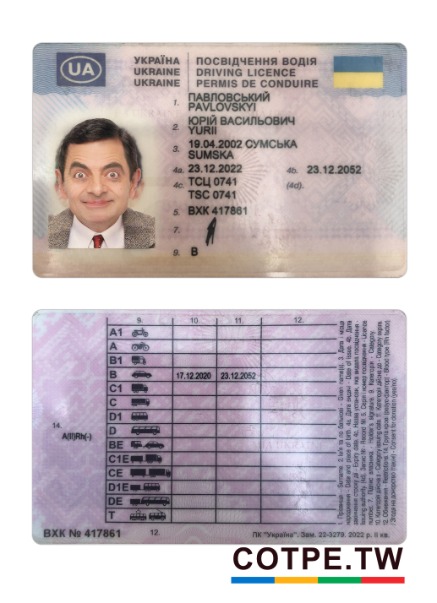 УКРАЇНА ПОСВІДЧЕННЯ ВОДІЯ
UA UKRAINE DRIVING LICENCE
UKRAINE PERMIS DE CONDUIRE
1. ПАВЛОВСЬКИЙ
PAVLOVSKYI
2. ЮРІЙ ВАСИЛЬОВИЧ
YURII
3. 19.04.2002 СУМСЬКА
SUMSKA
4a. 23.12.2022 4b. 23.12.2052
4c. ТСЦ 0741 (4d).
TSC 0741
5. ВХК 417861
7.
9. B
9. 10. 11. 12.
A1
A
B1
B 17.12.2020 23.12.2052
C1
C
D1
14. A(II)Rh(-)
D
BE
C1E
CE
D1E
DE
T
ВХК № 417861 12. ПК "Україна". Зам. 22-3279. 2022 р. II кв.
COTPE.TW